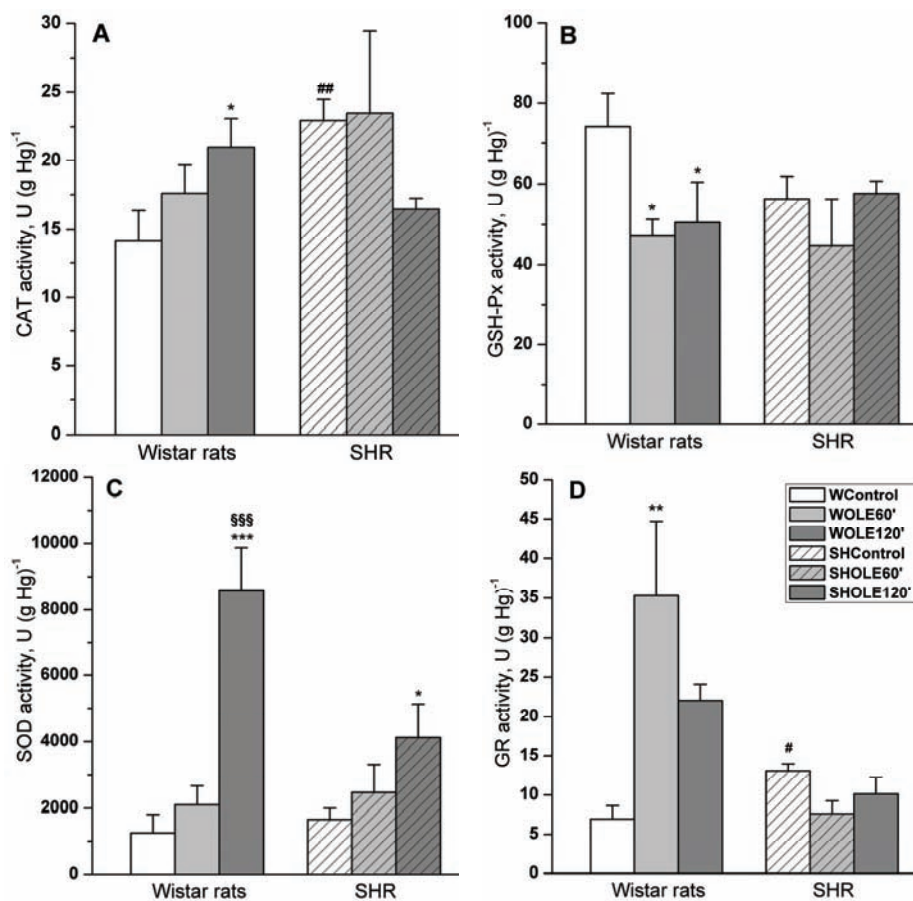 A
30
25
20
15
10
5
0
CAT activity, U (g Hg)⁻¹
*
##
Wistar rats
SHR
B
100
80
60
40
20
0
GSH-Px activity, U (g Hg)⁻¹
*
*
Wistar rats
SHR
C
12000
10000
8000
6000
4000
2000
0
SOD activity, U (g Hg)⁻¹
§§§
***
*
Wistar rats
SHR
D
50
45
40
35
30
25
20
15
10
5
0
GR activity, U (g Hg)⁻¹
**
#
WControl
WOLE60'
WOLE120'
SHControl
SHOLE60'
SHOLE120'
Wistar rats
SHR